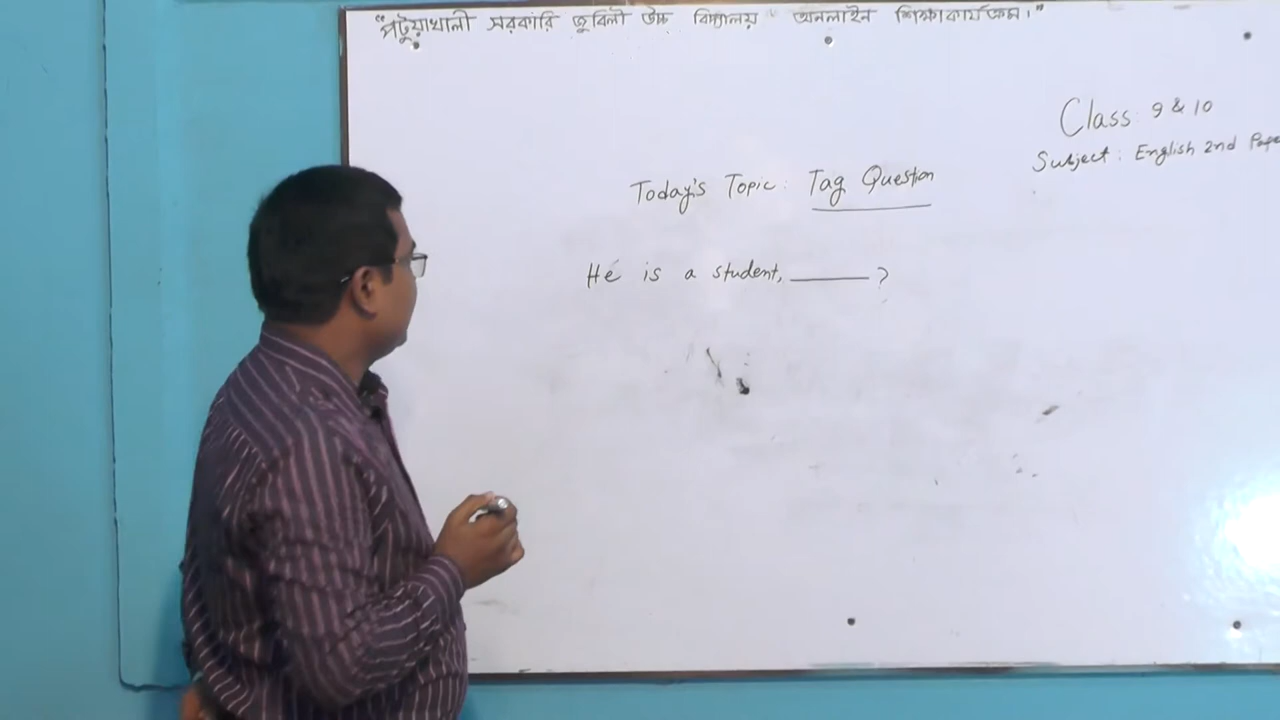 “পটুয়াখালী সরকারি জুবিলী উচ্চ বিদ্যালয় অনলাইন শিক্ষাকার্যক্রম।”
Class: 9 & 10
Subject: English 2nd Pape
Today's Topic: Tag Question
He is a student, ______?